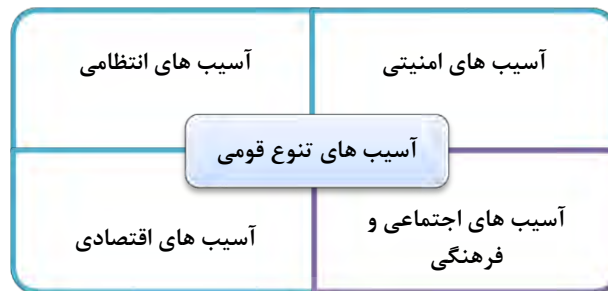 آسیب های امنیتی
آسیب های انتظامی
آسیب های تنوع قومی
آسیب های اجتماعی و
فرهنگی
آسیب های اقتصادی